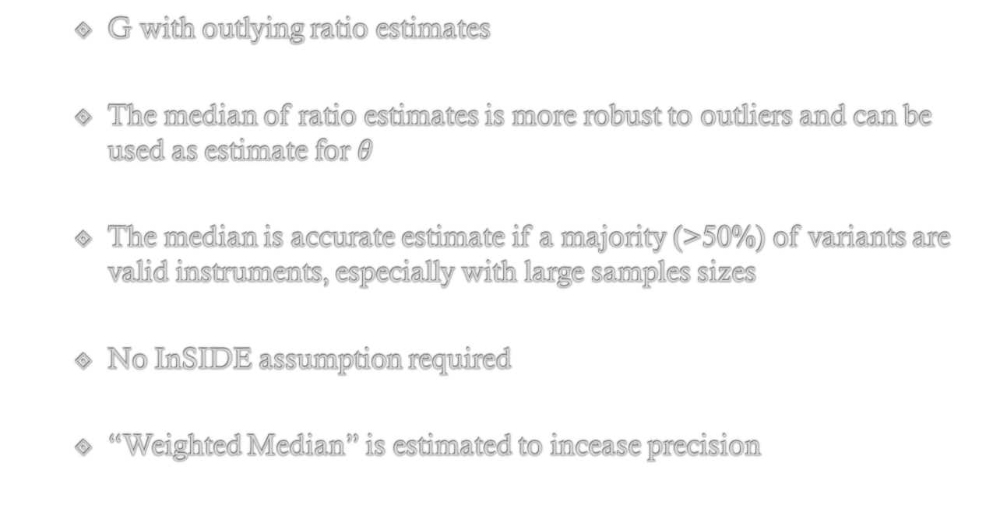 G with outlying ratio estimates
The median of ratio estimates is more robust to outliers and can be
used as estimate for θ
The median is accurate estimate if a majority (>50%) of variants are
valid instruments, especially with large samples sizes
No InSIDE assumption required
“Weighted Median” is estimated to incease precision